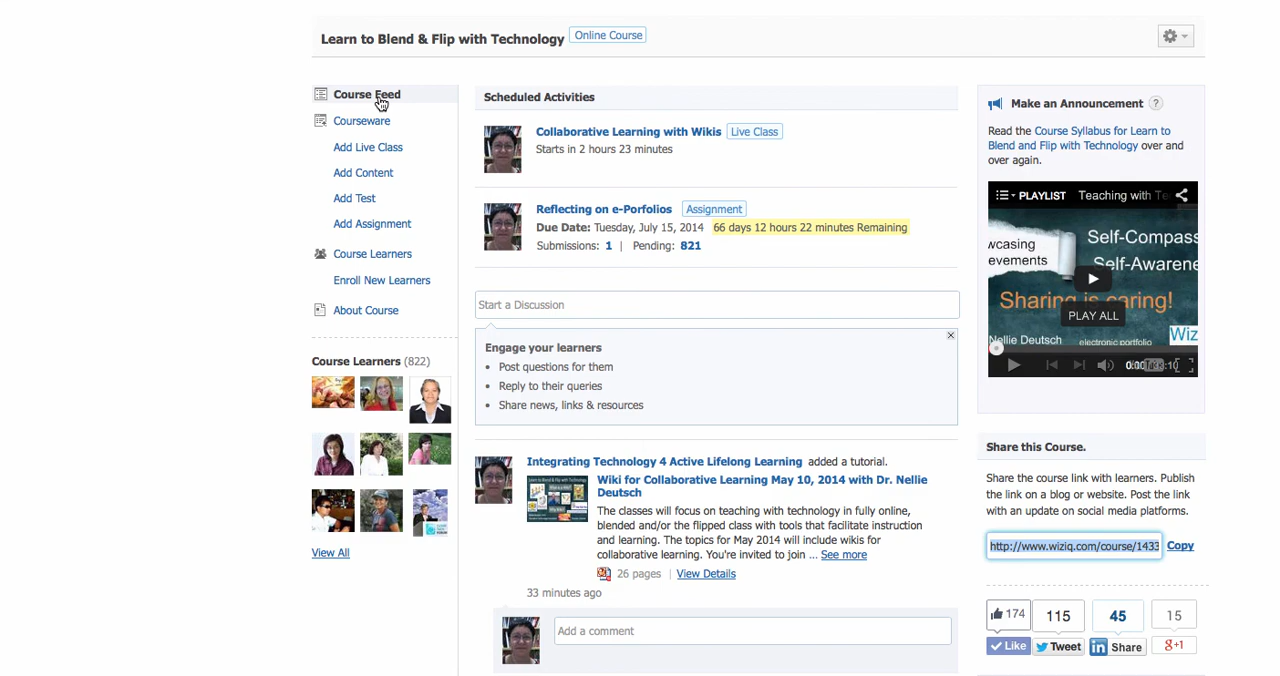 Learn to Blend & Flip with Technology Online Course
Course Feed
Courseware
Add Live Class
Add Content
Add Test
Add Assignment
Course Learners
Enroll New Learners
About Course
Course Learners (822)
View All
Scheduled Activities
Collaborative Learning with Wikis Live Class
Starts in 2 hours 23 minutes
Reflecting on e-Porfolios Assignment
Due Date: Tuesday, July 15, 2014 66 days 12 hours 22 minutes Remaining
Submissions: 1 | Pending: 821
Start a Discussion
Engage your learners
• Post questions for them
• Reply to their queries
• Share news, links & resources
Integrating Technology 4 Active Lifelong Learning added a tutorial.
Wiki for Collaborative Learning May 10, 2014 with Dr. Nellie
Deutsch
The classes will focus on teaching with technology in fully online,
blended and/or the flipped class with tools that facilitate instruction
and learning. The topics for May 2014 will include wikis for
collaborative learning. You're invited to join ... See more
26 pages | View Details
33 minutes ago
Add a comment
Make an Announcement ?
Read the Course Syllabus for Learn to
Blend and Flip with Technology over and
over again.
PLAYLIST Teaching with Te
wcasing
evements
Self-Compass
Self-Awarene
Sharing is caring!
PLAY ALL
Nellie Deutsch electronic portfolio Wiz
Share this Course.
Share the course link with learners. Publish
the link on a blog or website. Post the link
with an update on social media platforms.
http://www.wiziq.com/course/1433 Copy
174 115 45 15
Like Tweet Share g+1